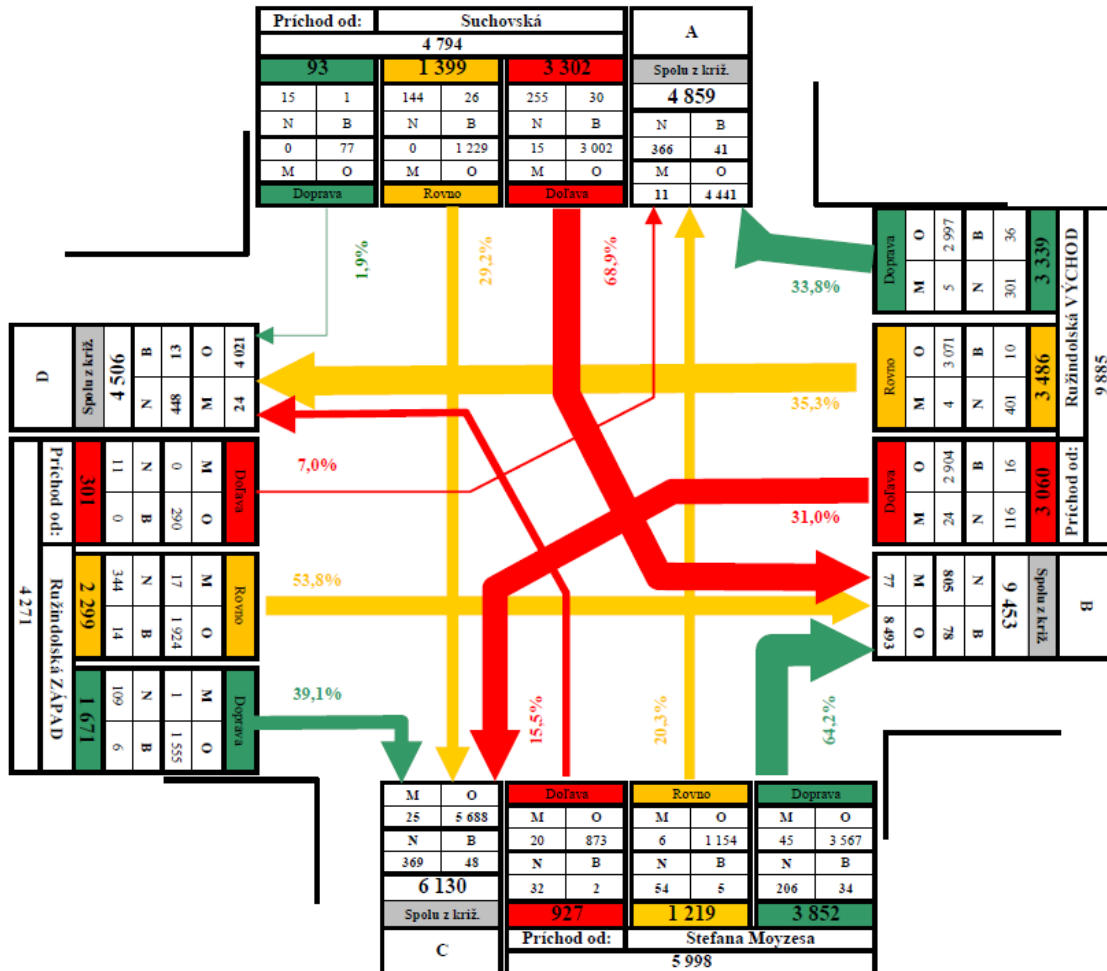 Príchod od: Suchovská
4 794
93 1 399 3 302
15 1 144 26 255 30
N B N B N B
0 77 0 1 229 15 3 002
M O M O M O
Doprava Rovno Doľava
A
Spolu z križ.
4 859
N B
366 41
M O
11 4 441
1,9%
29,2%
68,9%
33,8%
35,3%
31,0%
7,0%
53,8%
39,1%
15,5%
20,3%
64,2%
Príchod od: Ružindolská VÝCHOD
9 885
3 339
301 36
N B
5 2 997
M O
Doprava
3 486
401 10
N B
4 3 071
M O
Rovno
3 060
116 16
N B
24 2 904
M O
Doľava
B
Spolu z križ.
9 453
N B
805 78
M O
77 8 493
D
Spolu z križ.
4 506
N B
448 13
M O
24 4 021
Príchod od: Ružindolská ZÁPAD
4 271
301
11 0
N B
0 290
M O
Doľava
2 299
344 14
N B
17 1 924
M O
Rovno
1 671
109 6
N B
1 1 555
M O
Doprava
M O
25 5 688
N B
369 48
6 130
Spolu z križ.
C
Doľava Rovno Doprava
M O M O M O
20 873 6 1 154 45 3 567
N B N B N B
32 2 54 5 206 34
927 1 219 3 852
Príchod od: Stefana Moyzesa
5 998